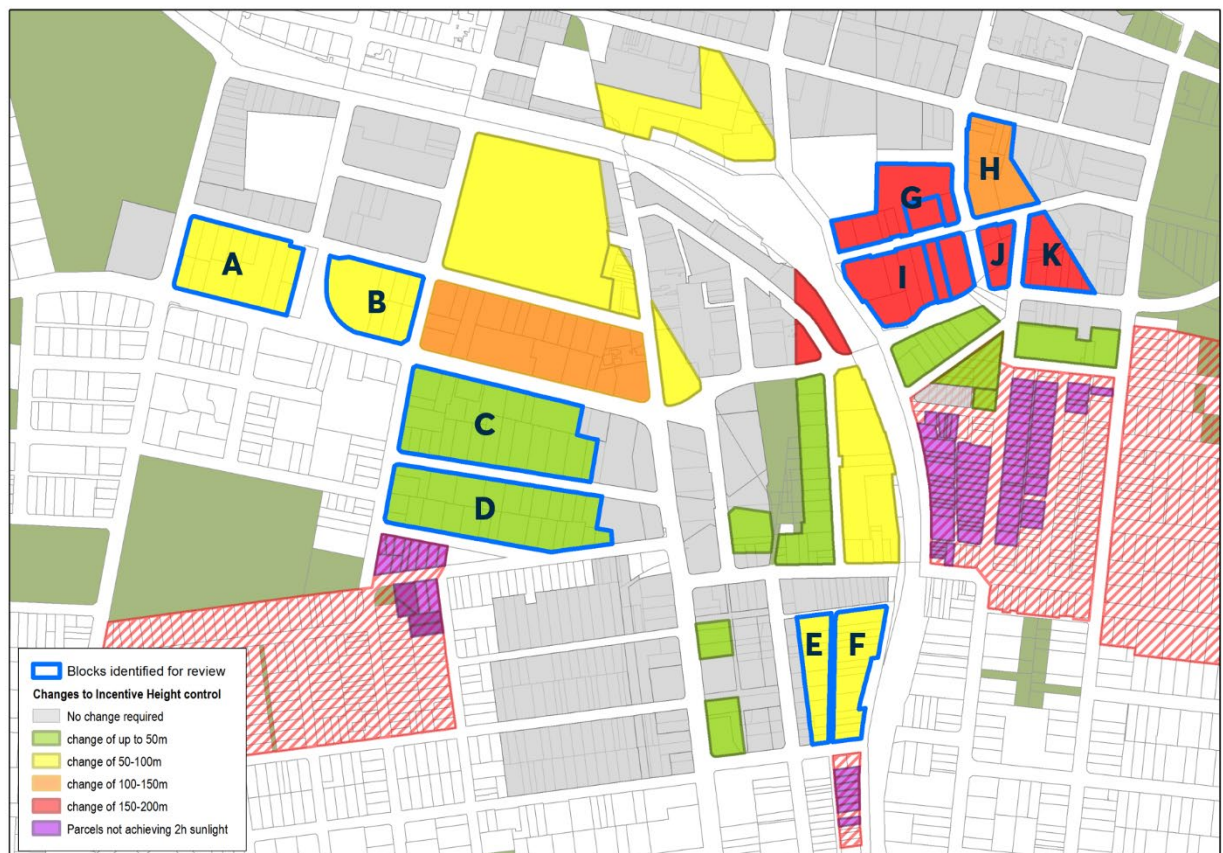 H
G
A
J
K
I
B
C
D
E
F
Blocks identified for review
Changes to Incentive Height control
No change required
change of up to 50m
change of 50-100m
change of 100-150m
change of 150-200m
Parcels not achieving 2h sunlight